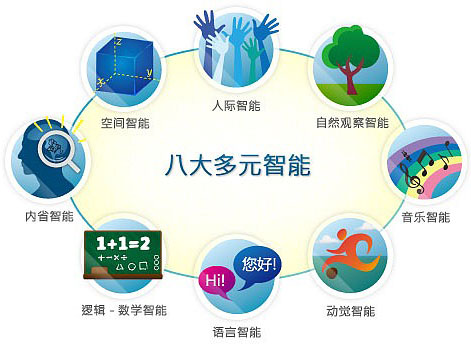 人际智能
z
x
y
空间智能
自然观察智能
八大多元智能
内省智能
音乐智能
1+1=2
－＋－×÷
△○□
逻辑 - 数学智能
Hi!
您好!
语言智能
动觉智能